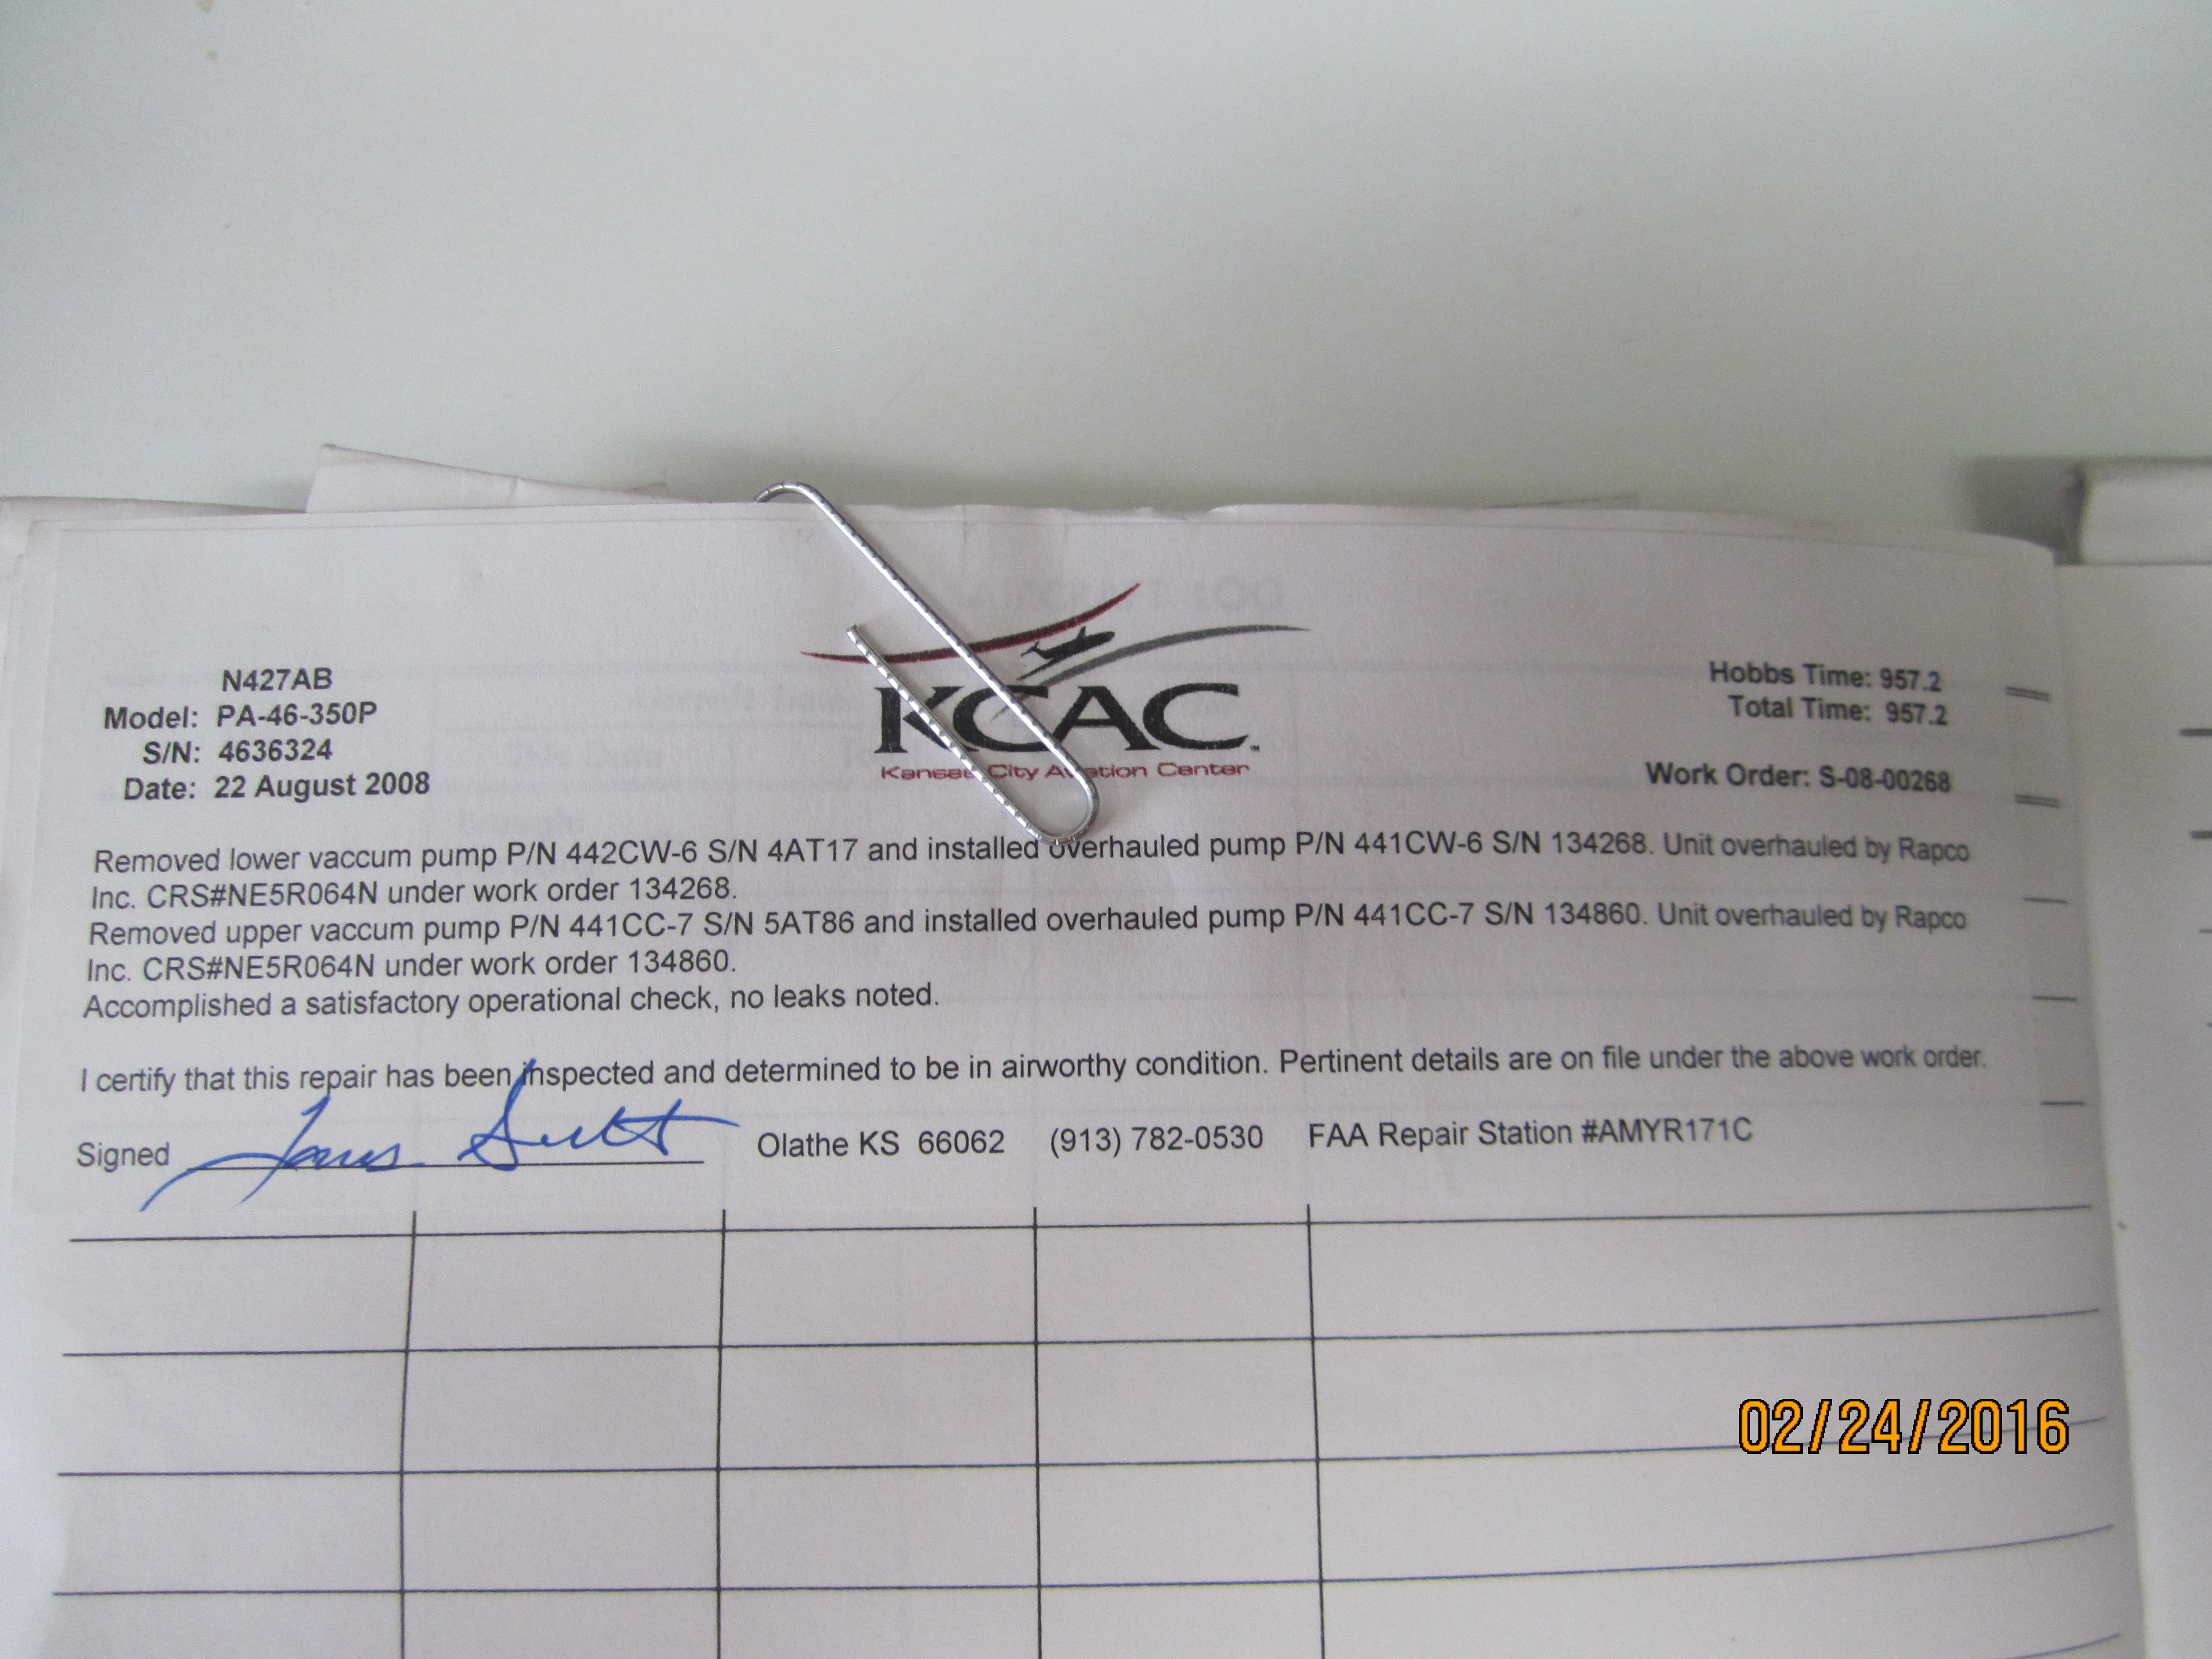 N427AB
Model: PA-46-350P
S/N: 4636324
Date: 22 August 2008
KCAC
Kansas City Aviation Center
Hobbs Time: 957.2
Total Time: 957.2
Work Order: S-08-00268
Removed lower vaccum pump P/N 442CW-6 S/N 4AT17 and installed overhauled pump P/N 441CW-6 S/N 134268. Unit overhauled by Rapco
Inc. CRS#NE5R064N under work order 134268.
Removed upper vaccum pump P/N 441CC-7 S/N 5AT86 and installed overhauled pump P/N 441CC-7 S/N 134860. Unit overhauled by Rapco
Inc. CRS#NE5R064N under work order 134860.
Accomplished a satisfactory operational check, no leaks noted.
I certify that this repair has been inspected and determined to be in airworthy condition. Pertinent details are on file under the above work order.
Signed Olathe KS 66062 (913) 782-0530 FAA Repair Station #AMYR171C
02/24/2016